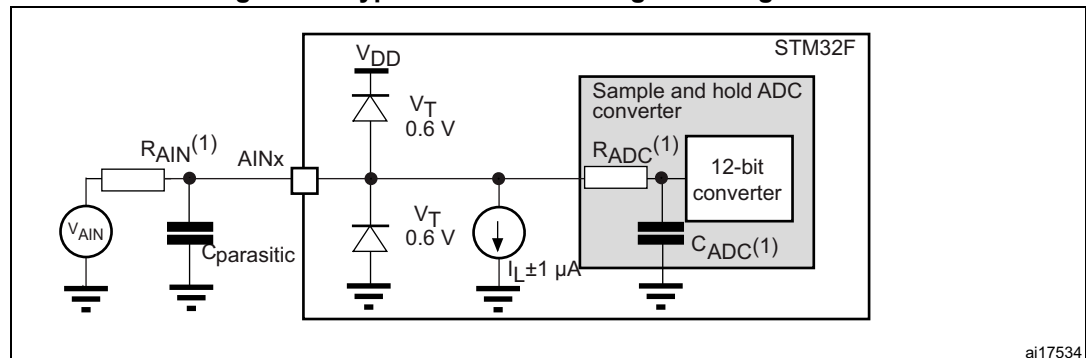 STM32F
VDD
VT
0.6 V
Sample and hold ADC
converter
RAIN(1)
AINx
RADC(1)
12-bit
converter
VAIN
Cparasitic
VT
0.6 V
IL±1 µA
CADC(1)
ai17534